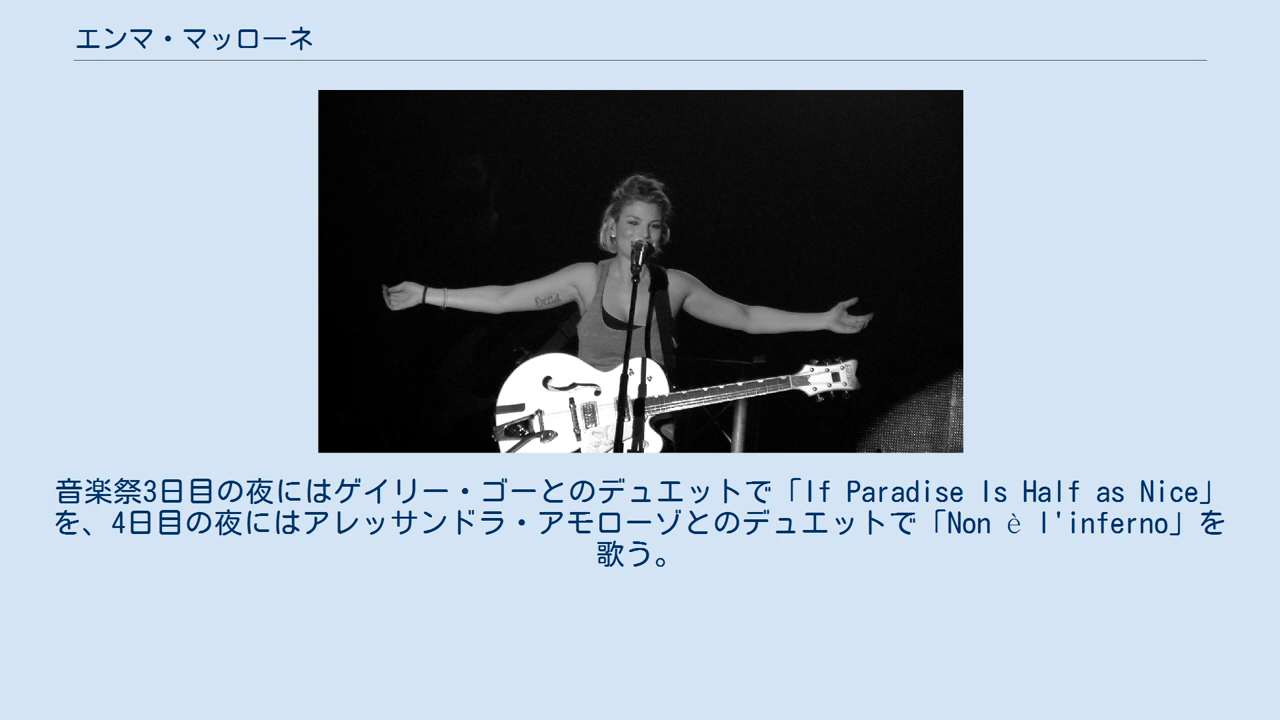 エンマ・マッローネ
音楽祭3日目の夜にはゲイリー・ゴーとのデュエットで「If Paradise Is Half as Nice」
を、4日目の夜にはアレッサンドラ・アモローゾとのデュエットで「Non è l'inferno」を
歌う。